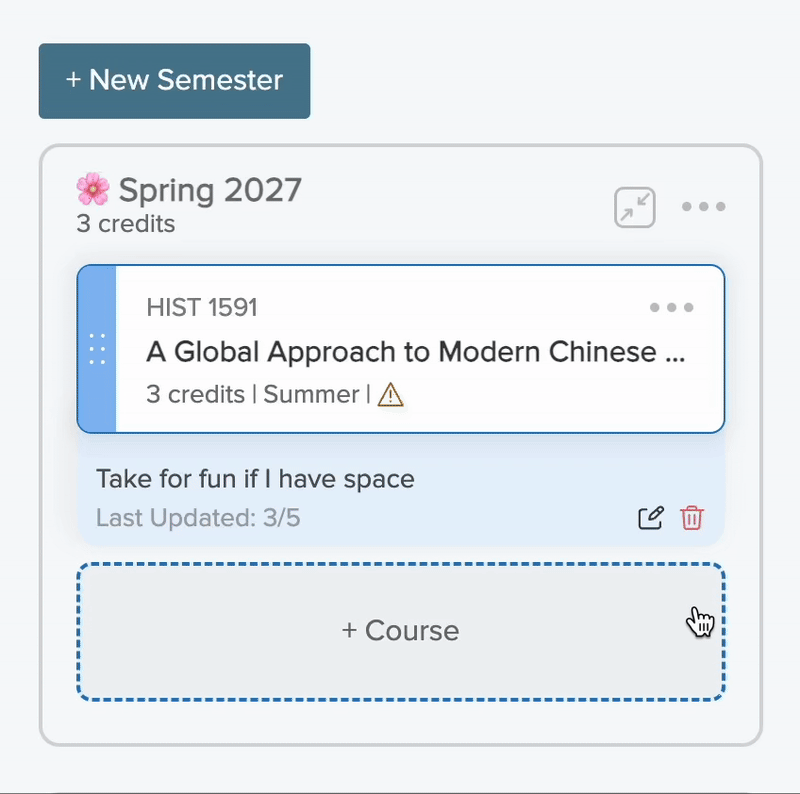 + New Semester
🌸 Spring 2027
3 credits
HIST 1591
A Global Approach to Modern Chinese ...
3 credits | Summer | ⚠
Take for fun if I have space
Last Updated: 3/5
+ Course